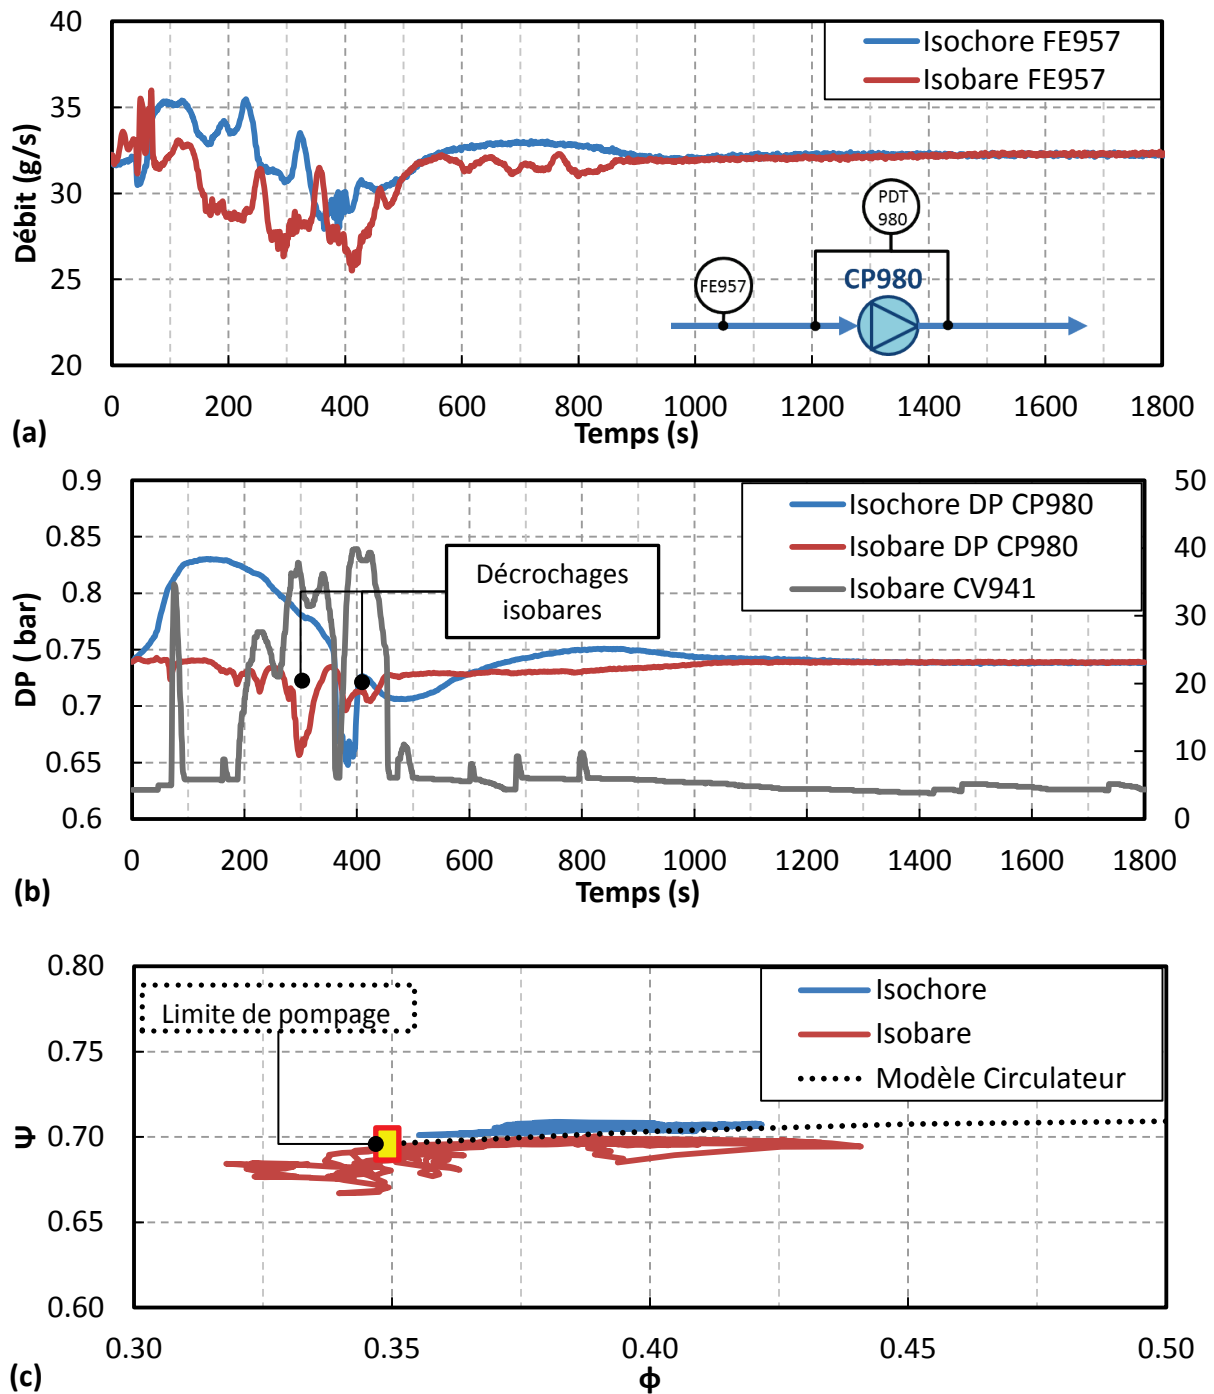 40
35
30
25
20
Débit (g/s)
Isochore FE957
Isobare FE957
PDT
980
FE957
CP980
0 200 400 600 800 1000 1200 1400 1600 1800
(a)
Temps (s)
0.9
0.85
0.8
0.75
0.7
0.65
0.6
DP ( bar)
50
40
30
20
10
0
Isochore DP CP980
Isobare DP CP980
Isobare CV941
Décrochages
isobares
0 200 400 600 800 1000 1200 1400 1600 1800
(b)
Temps (s)
0.80
0.75
0.70
0.65
0.60
Ψ
Limite de pompage
Isochore
Isobare
Modèle Circulateur
0.30 0.35 0.40 0.45 0.50
(c)
ϕ